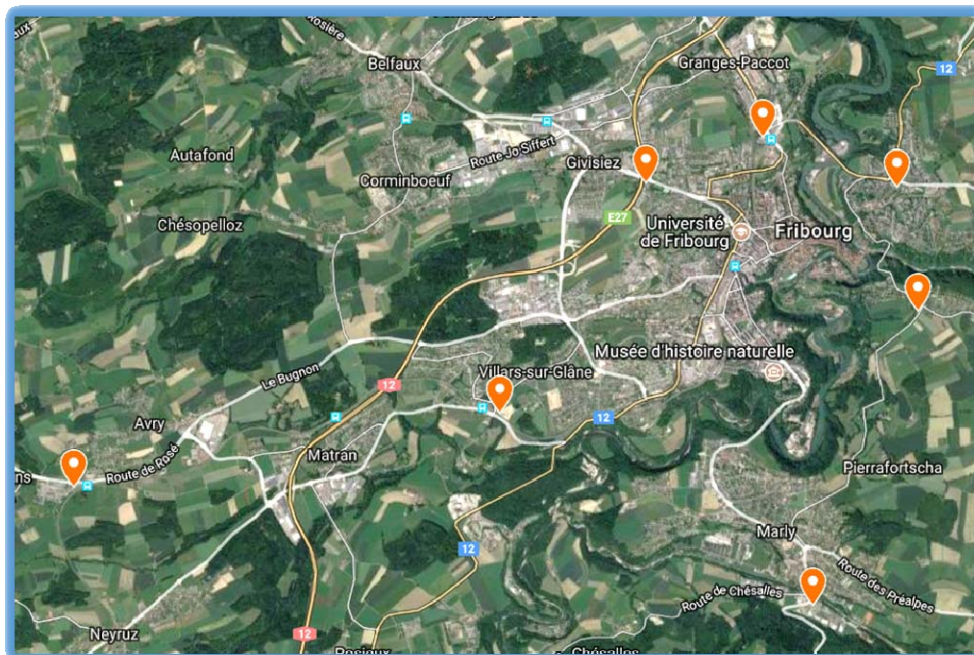 Rosière
Belfaux
Granges-Paccot
12
Route Jo Siffert
Autafond
Givisiez
Corminboeuf
E27
Université
de Fribourg
Fribourg
Chésopelloz
Musée d'histoire naturelle
Le Bugnon
12
Villars-sur-Glâne
12
Avry
Matran
Route de Rosé
Pierrafortscha
Marly
12
Route de Chésalles
Route des Préalpes
Neyruz
12